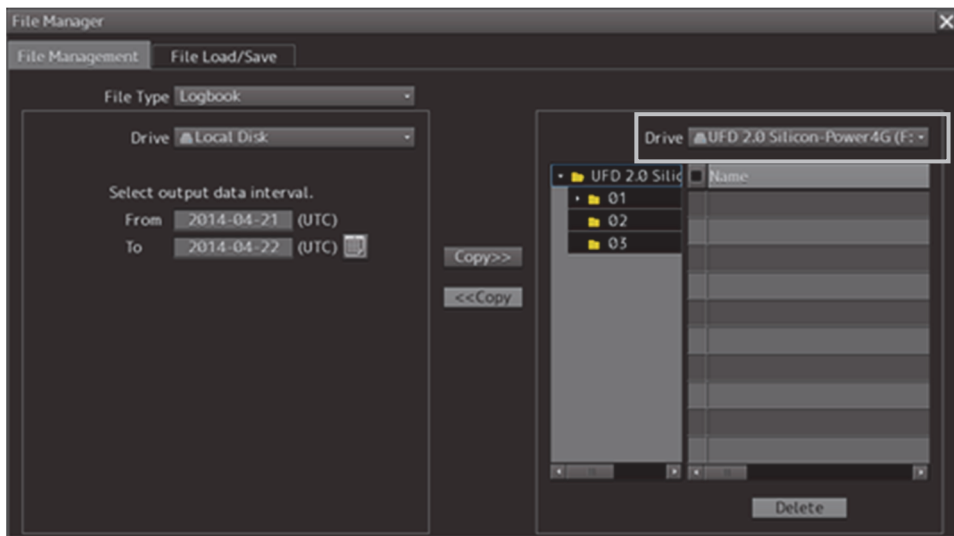 File Manager
File Management File Load/Save
File Type Logbook
Drive Local Disk
Select output data interval.
From 2014-04-21 (UTC)
To 2014-04-22 (UTC)
Copy>>
<<Copy
Drive UFD 2.0 Silicon-Power4G (F:
UFD 2.0 Silic Name
01
02
03
Delete